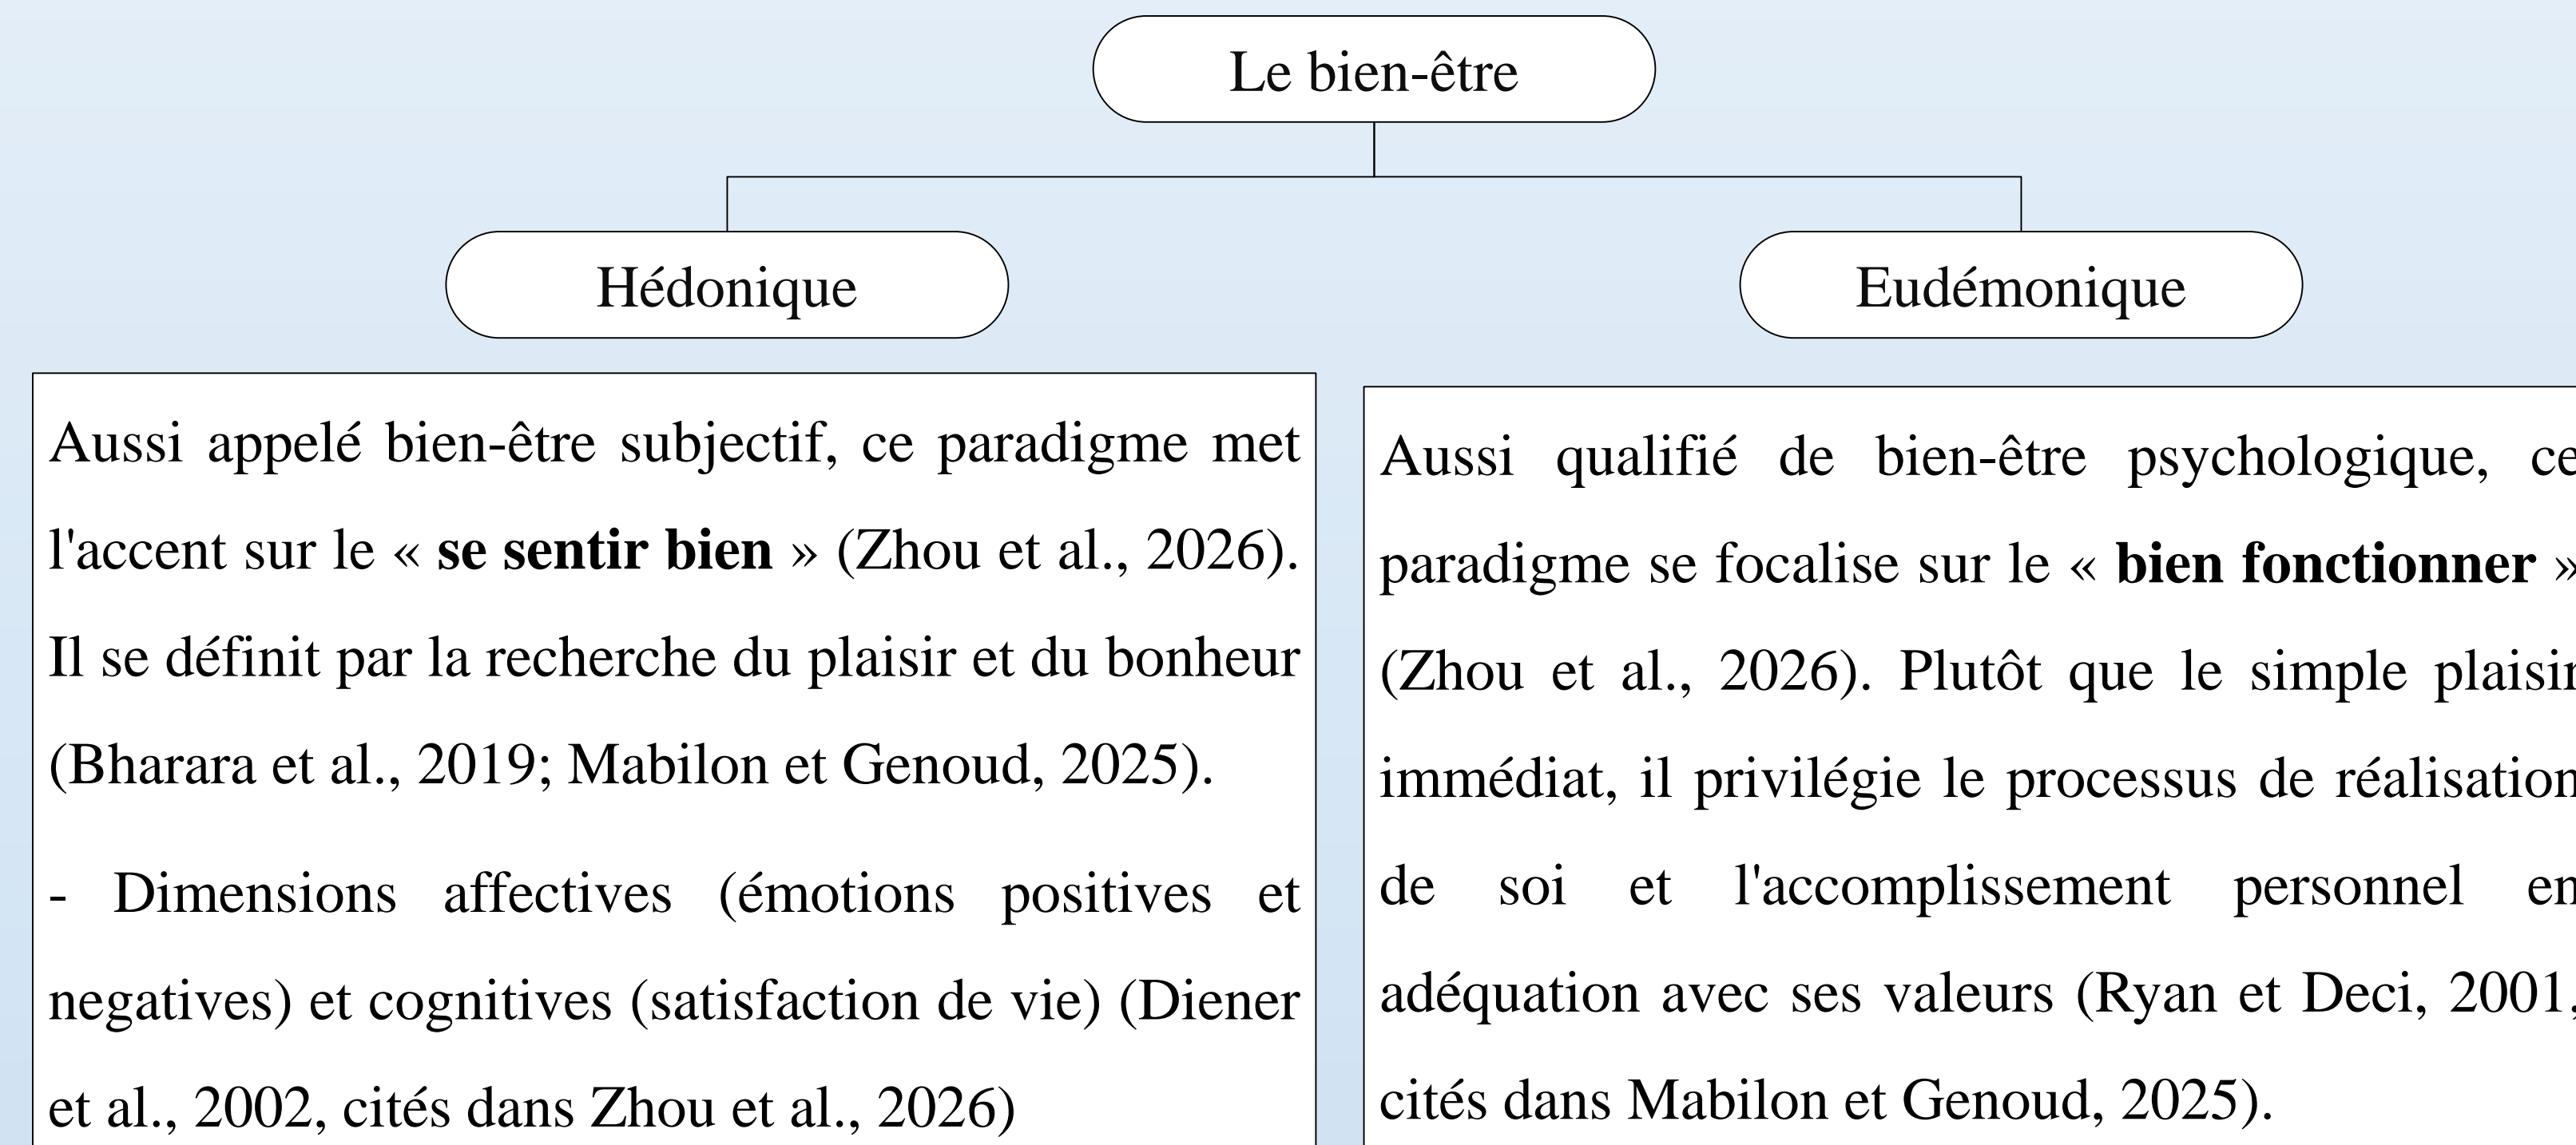 Le bien-être
Hédonique
Eudémonique
Aussi appelé bien-être subjectif, ce paradigme met
l'accent sur le « se sentir bien » (Zhou et al., 2026).
Il se définit par la recherche du plaisir et du bonheur
(Bharara et al., 2019; Mabilon et Genoud, 2025).
- Dimensions affectives (émotions positives et
negatives) et cognitives (satisfaction de vie) (Diener
et al., 2002, cités dans Zhou et al., 2026)
Aussi qualifié de bien-être psychologique, ce
paradigme se focalise sur le « bien fonctionner »
(Zhou et al., 2026). Plutôt que le simple plaisir
immédiat, il privilégie le processus de réalisation
de soi et l'accomplissement personnel en
adéquation avec ses valeurs (Ryan et Deci, 2001,
cités dans Mabilon et Genoud, 2025).